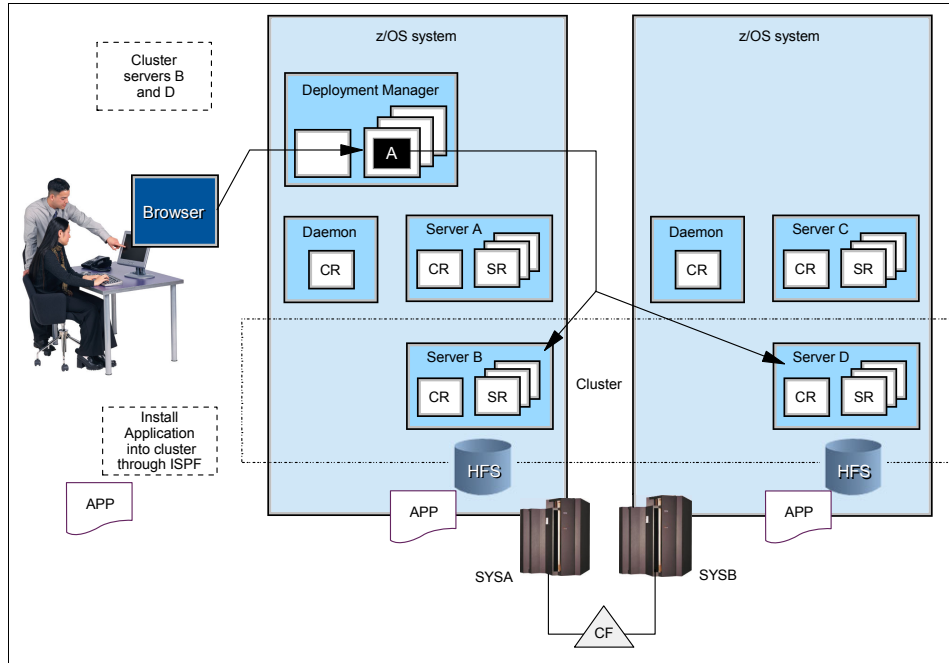 z/OS system
z/OS system
Cluster
servers B
and D
Deployment Manager
A
Browser
Daemon
CR
Server A
CR
SR
Daemon
CR
Server C
CR
SR
Server B
CR
SR
Cluster
Server D
CR
SR
Install
Application
into cluster
through ISPF
HFS
HFS
APP
APP
APP
SYSA
SYSB
CF